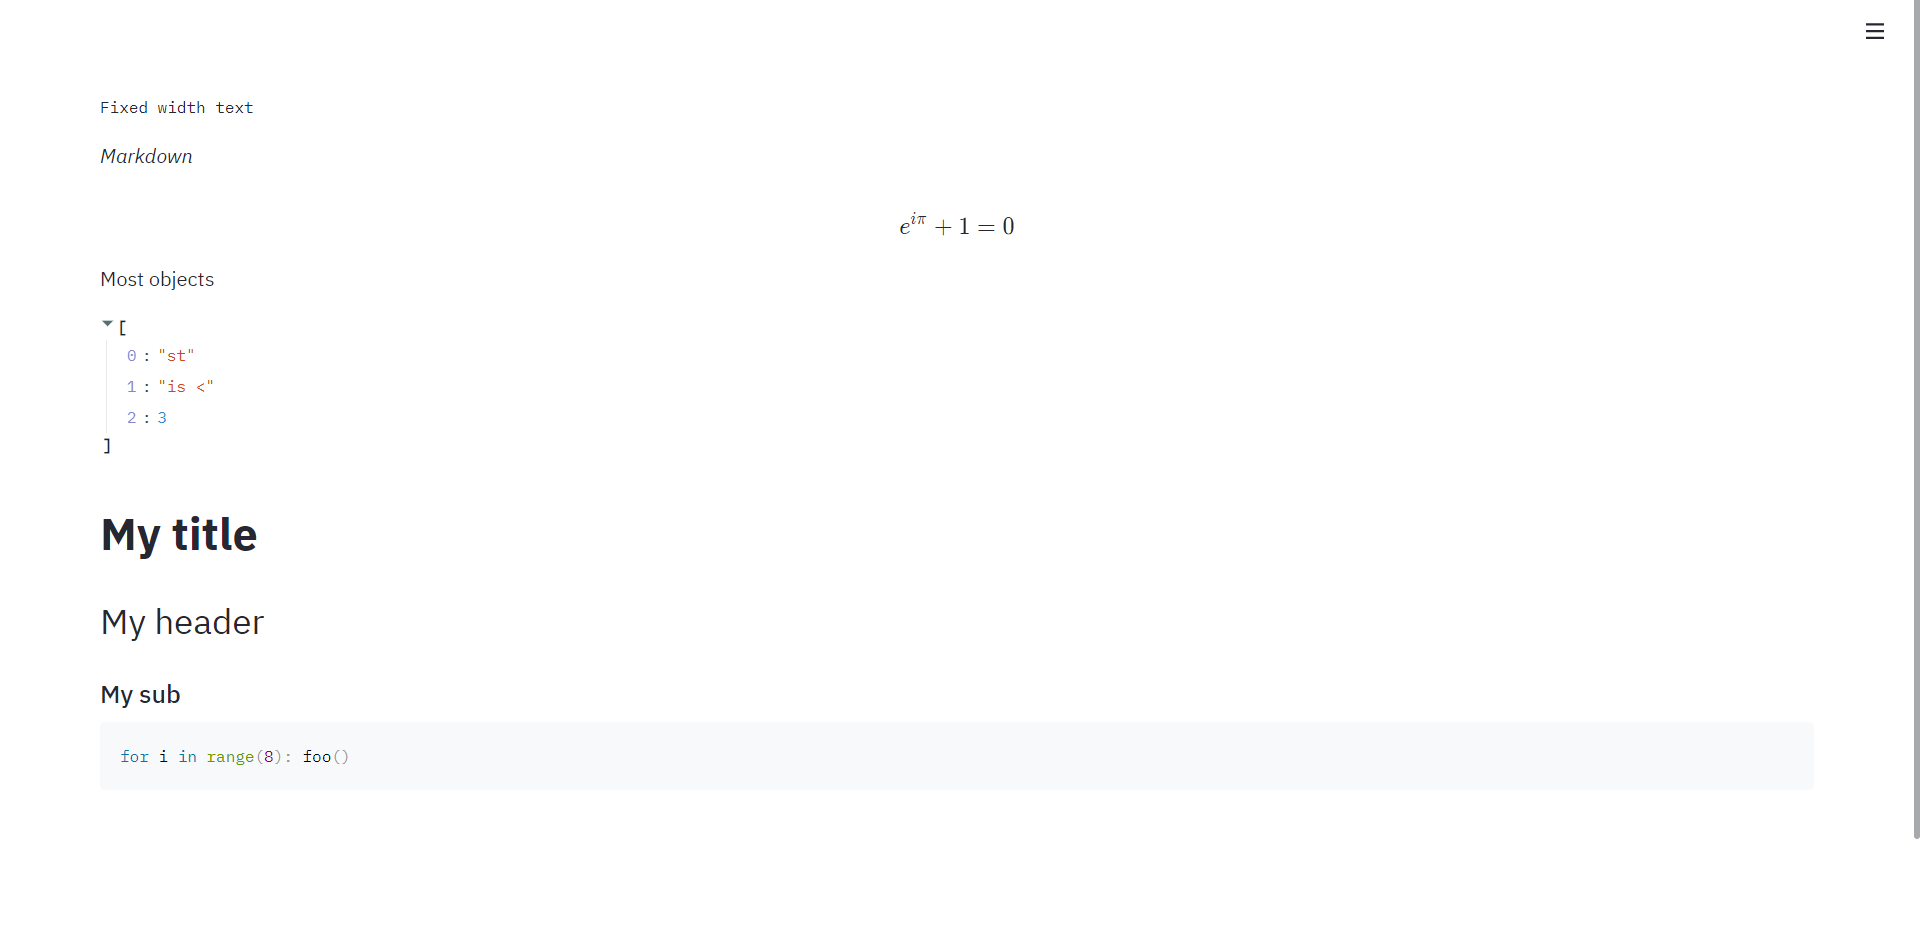 Fixed width text
Markdown
e^{iπ} + 1 = 0
Most objects
[
0 : "st"
1 : "is <"
2 : 3
]
My title
My header
My sub
for i in range(8): foo()